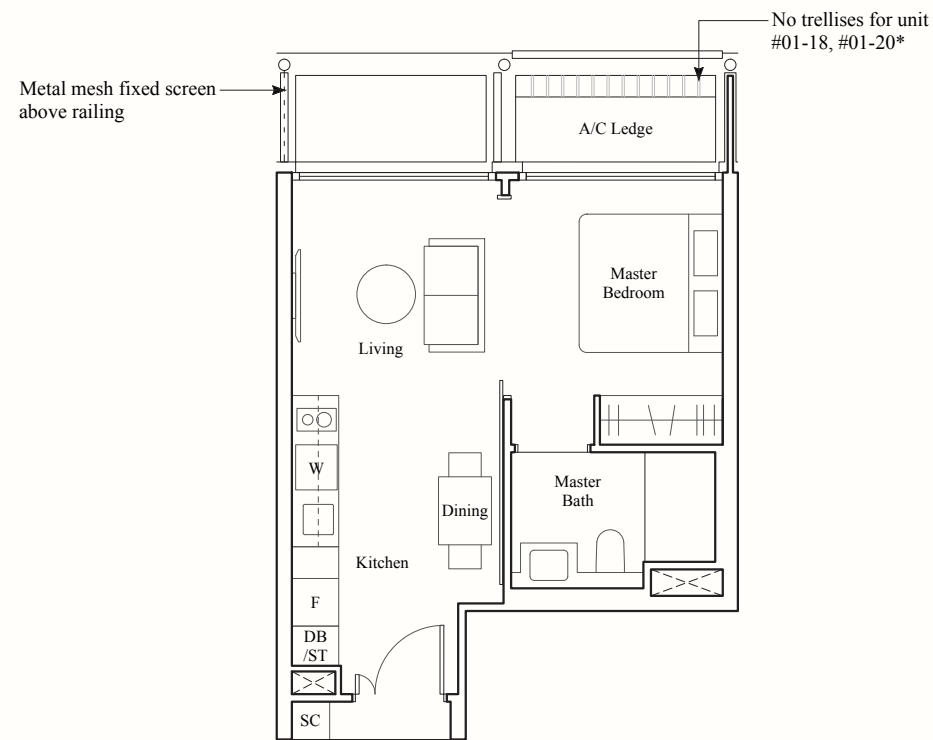 No trellises for unit
#01-18, #01-20*
Metal mesh fixed screen
above railing
A/C Ledge
Master
Bedroom
Living
W
Master
Bath
Dining
Kitchen
F
DB
/ST
SC